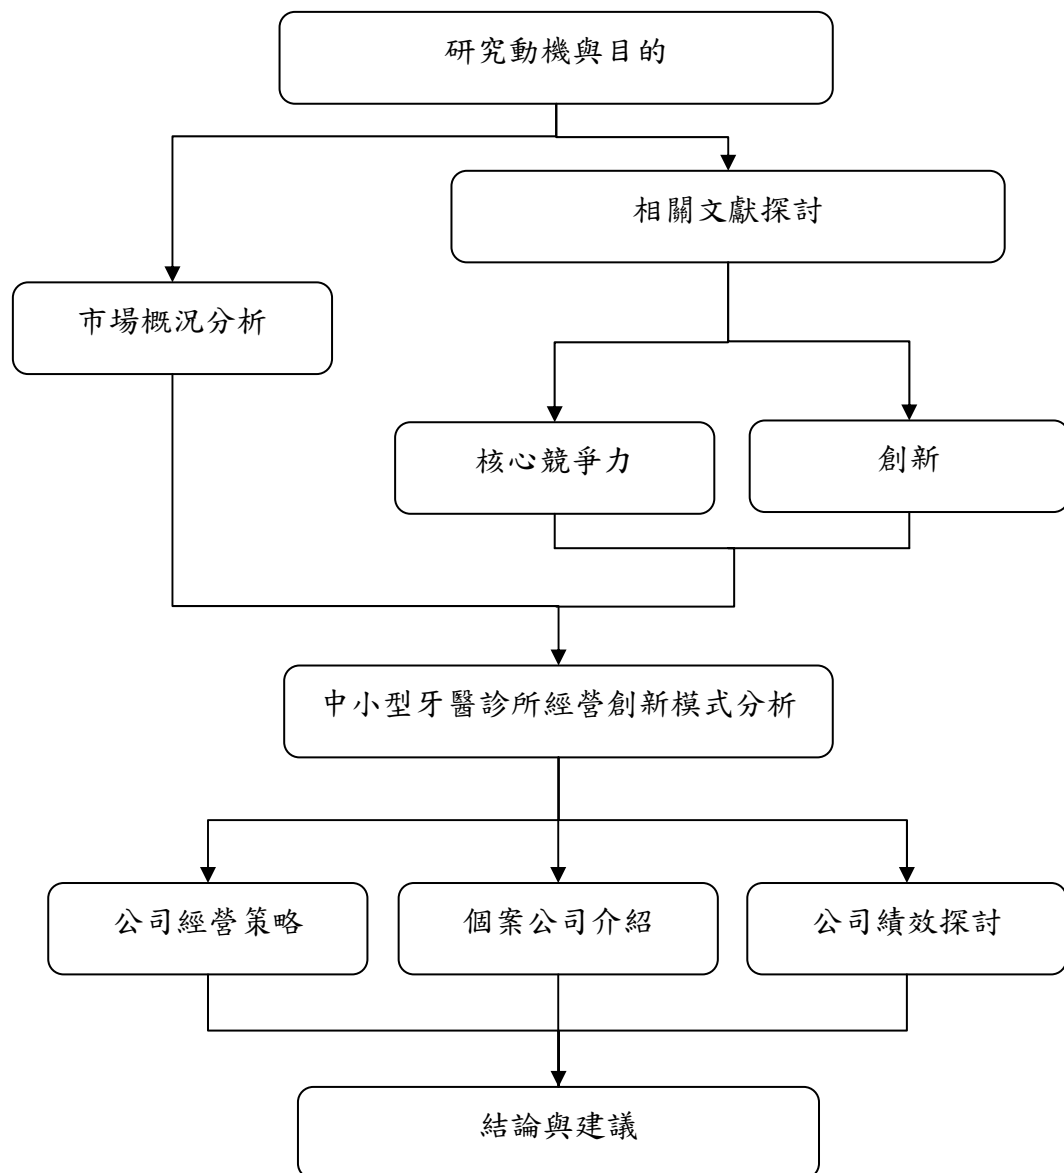 研究動機與目的
相關文獻探討
市場概況分析
核心競爭力
創新
中小型牙醫診所經營創新模式分析
公司經營策略
個案公司介紹
公司績效探討
結論與建議